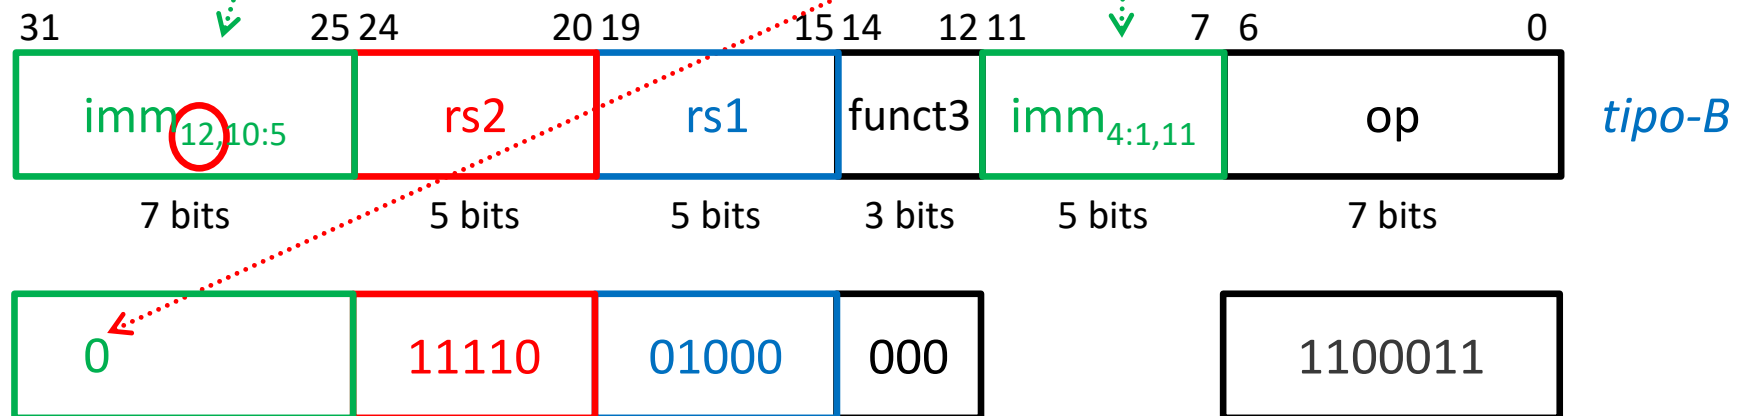 31 25 24 20 19 15 14 12 11 7 6 0
imm12,10:5 rs2 rs1 funct3 imm4:1,11 op tipo-B
7 bits 5 bits 5 bits 3 bits 5 bits 7 bits
0 11110 01000 000 1100011